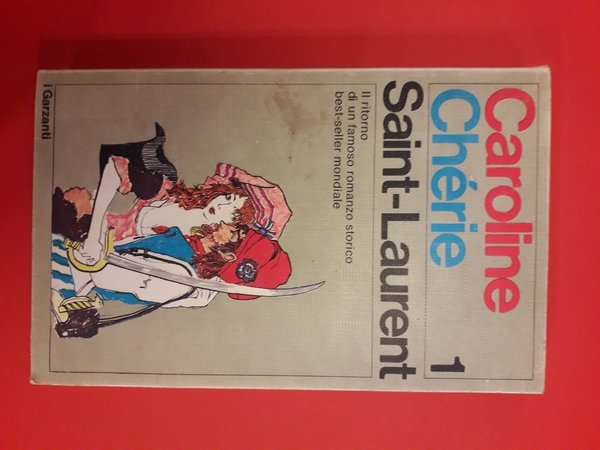 Caroline
Chérie
1
Saint-Laurent
Il ritorno
di un famoso romanzo storico
best-seller mondiale
i Garzanti